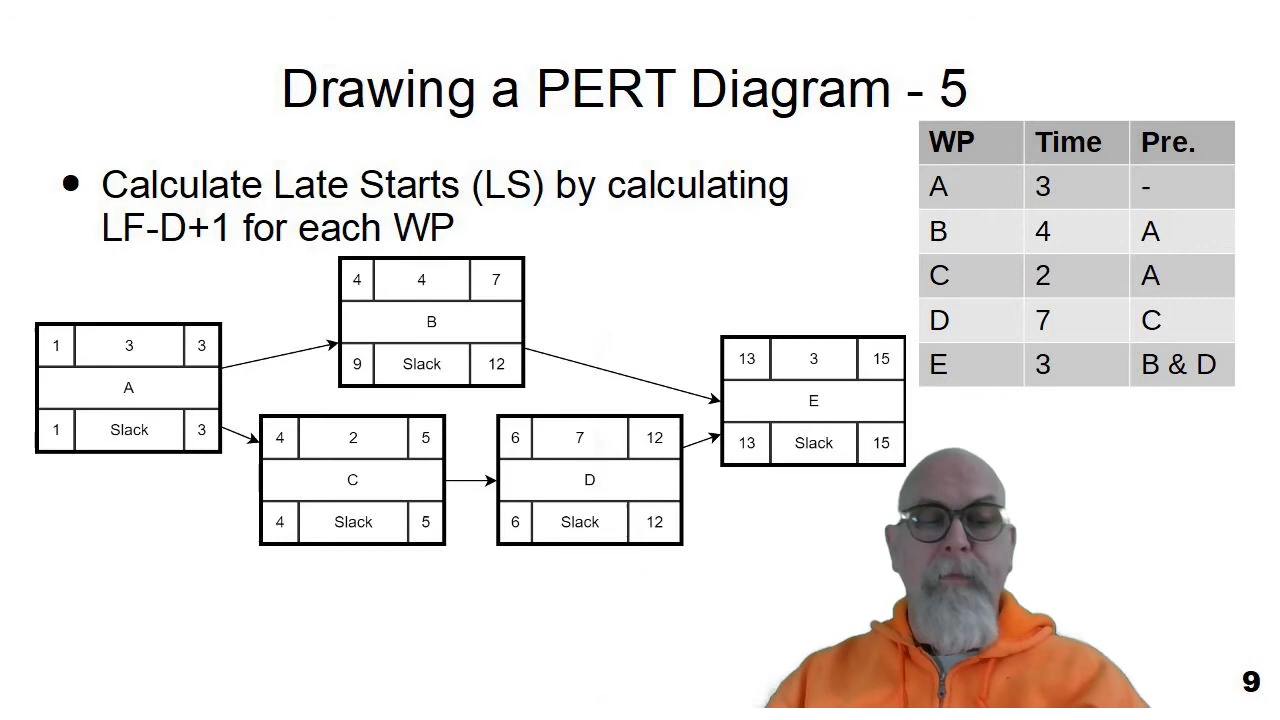 Drawing a PERT Diagram - 5
WP Time Pre.
A 3 -
B 4 A
C 2 A
D 7 C
E 3 B & D
● Calculate Late Starts (LS) by calculating
LF-D+1 for each WP
4 4 7
B
9 Slack 12
1 3 3
A
1 Slack 3
13 3 15
E
13 Slack 15
4 2 5
C
4 Slack 5
6 7 12
D
6 Slack 12
9